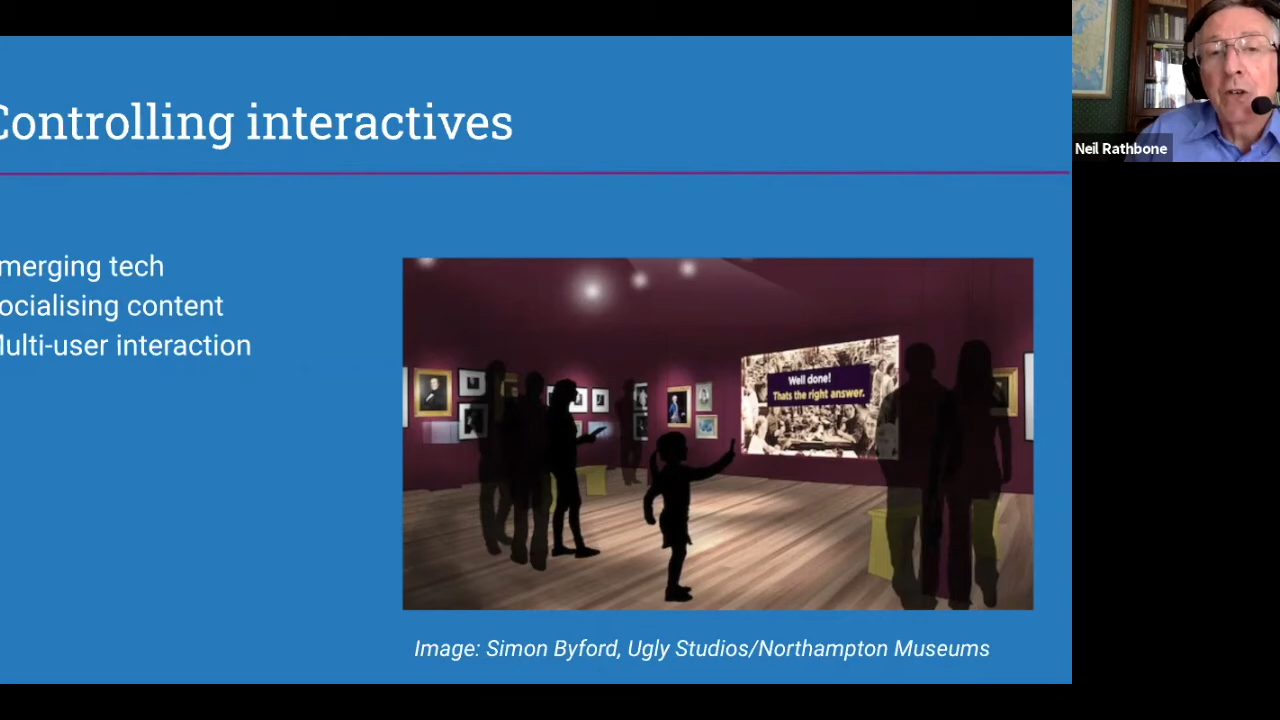 Controlling interactives
merging tech
ocialising content
ulti-user interaction
Well done!
Thats the right answer.
Image: Simon Byford, Ugly Studios/Northampton Museums
Neil Rathbone